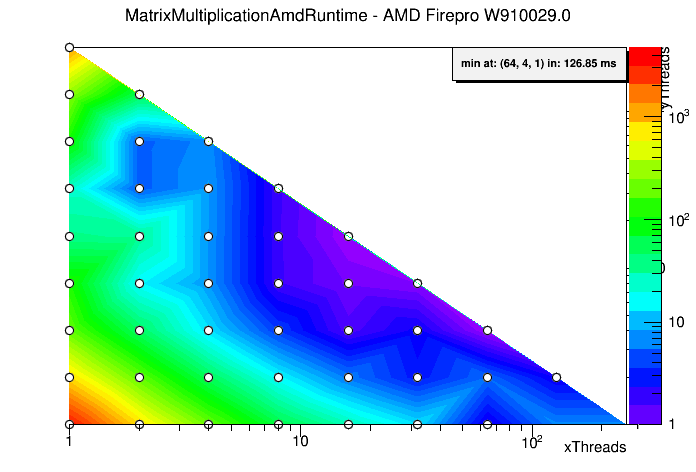 MatrixMultiplicationAmdRuntime - AMD Firepro W910029.0
min at: (64, 4, 1) in: 126.85 ms
yThreads
10³
10²
10
1
1
10
10²
xThreads